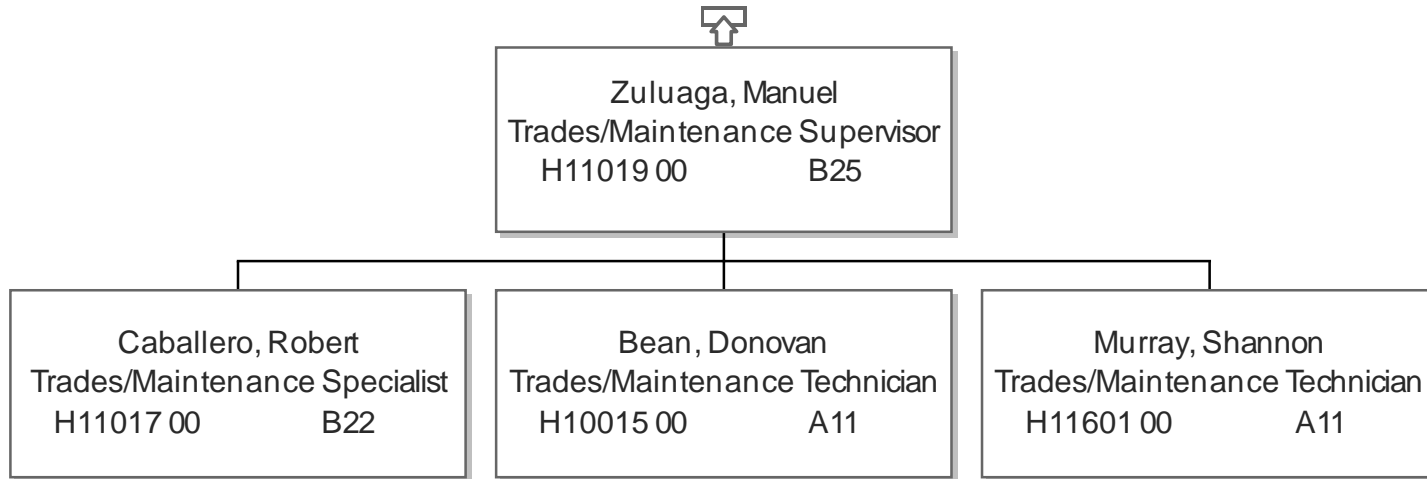 Zuluaga, Manuel
Trades/Maintenance Supervisor
H11019 00 B25
Caballero, Robert
Trades/Maintenance Specialist
H11017 00 B22
Bean, Donovan
Trades/Maintenance Technician
H10015 00 A11
Murray, Shannon
Trades/Maintenance Technician
H11601 00 A11